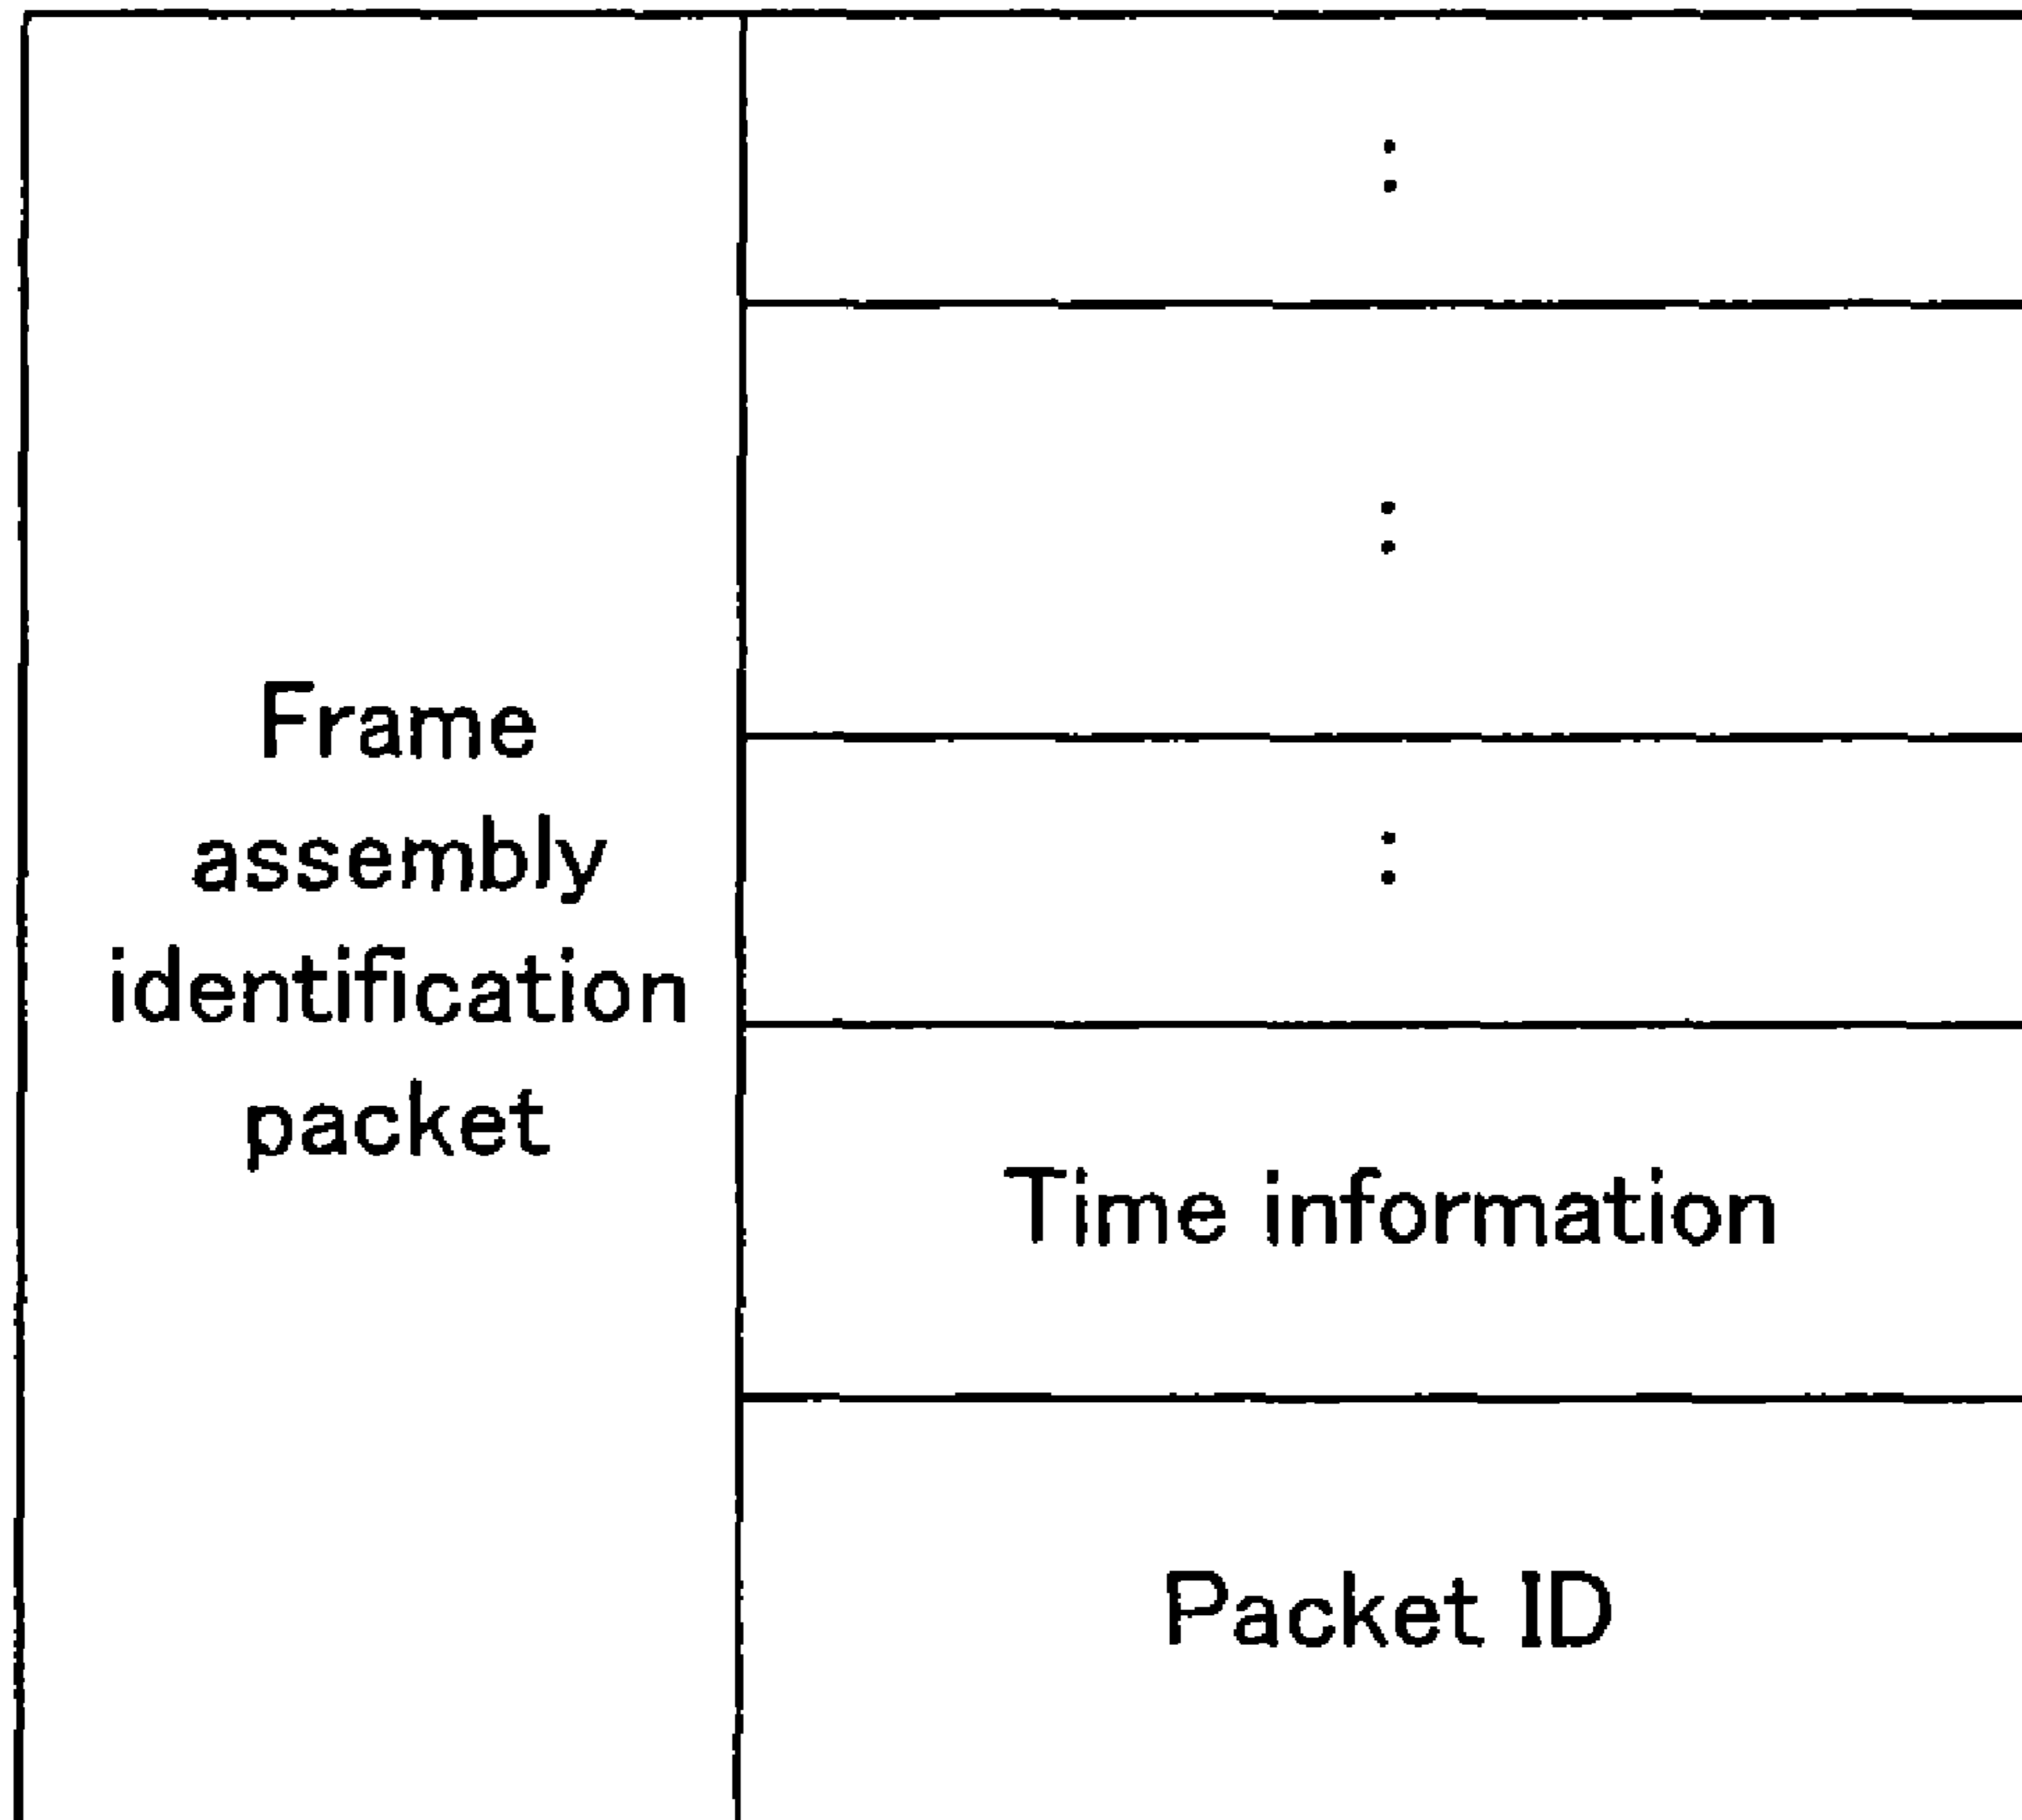 Frame
assembly
identification
packet
:
:
:
Time information
Packet ID